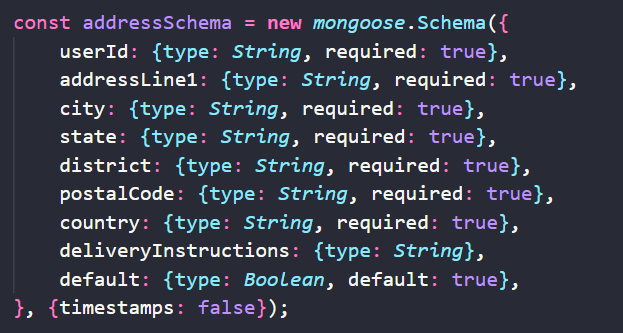 const addressSchema = new mongoose.Schema({
    userId: {type: String, required: true},
    addressLine1: {type: String, required: true},
    city: {type: String, required: true},
    state: {type: String, required: true},
    district: {type: String, required: true},
    postalCode: {type: String, required: true},
    country: {type: String, required: true},
    deliveryInstructions: {type: String},
    default: {type: Boolean, default: true},
}, {timestamps: false});